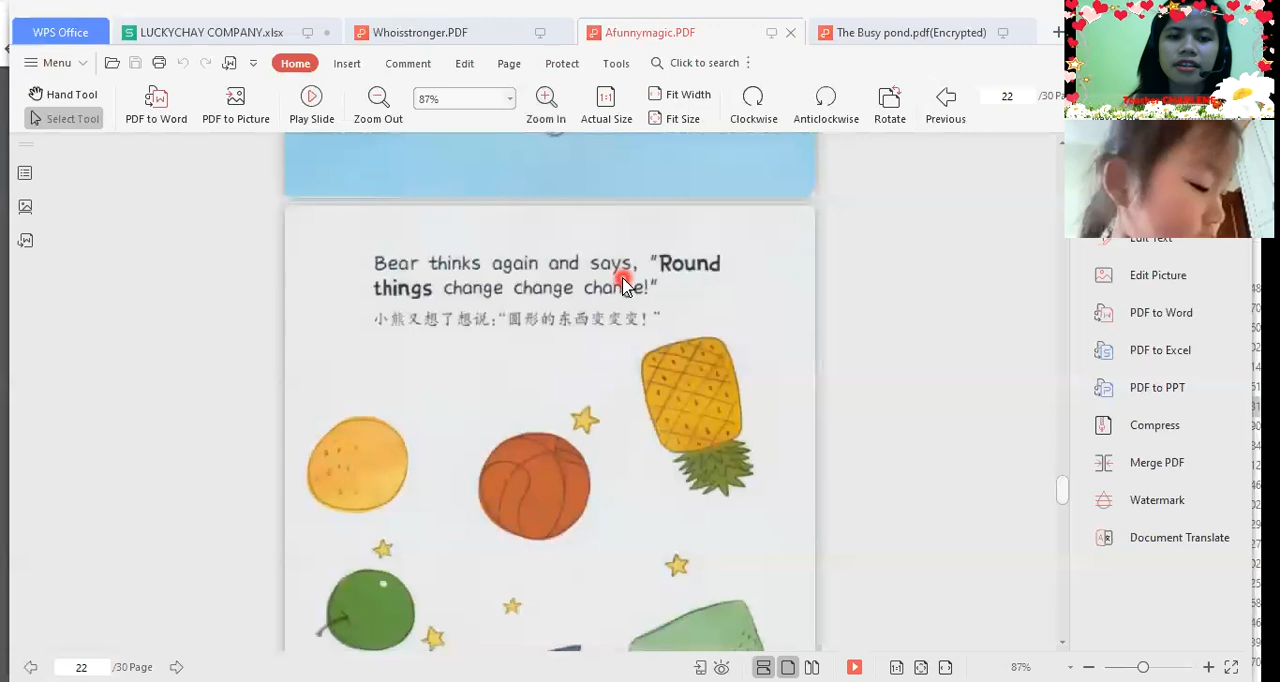 WPS Office
LUCKYCHAY COMPANY.xlsx
Whoisstronger.PDF
Afunnymagic.PDF
The Busy pond.pdf(Encrypted)
Menu
Home
Insert
Comment
Edit
Page
Protect
Tools
Click to search
Hand Tool
Select Tool
PDF to Word
PDF to Picture
Play Slide
Zoom Out
87%
Zoom In
Actual Size
Fit Width
Fit Size
Clockwise
Anticlockwise
Rotate
Previous
22
/30
Bear thinks again and says, "Round
things change change change!"
小熊又想了想说:"圆形的东西变变变!"
Edit Text
Edit Picture
PDF to Word
PDF to Excel
PDF to PPT
Compress
Merge PDF
Watermark
Document Translate
22
/30 Page
87%